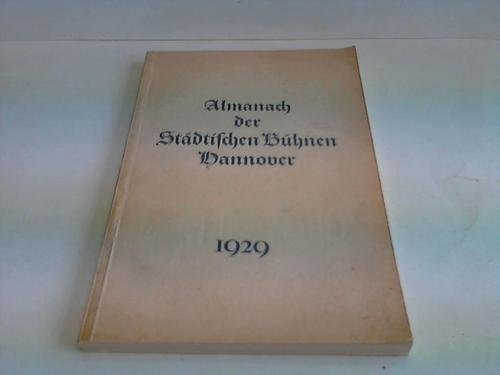 Almanach
der
Städtiſchen Bühnen
Hannover
1929